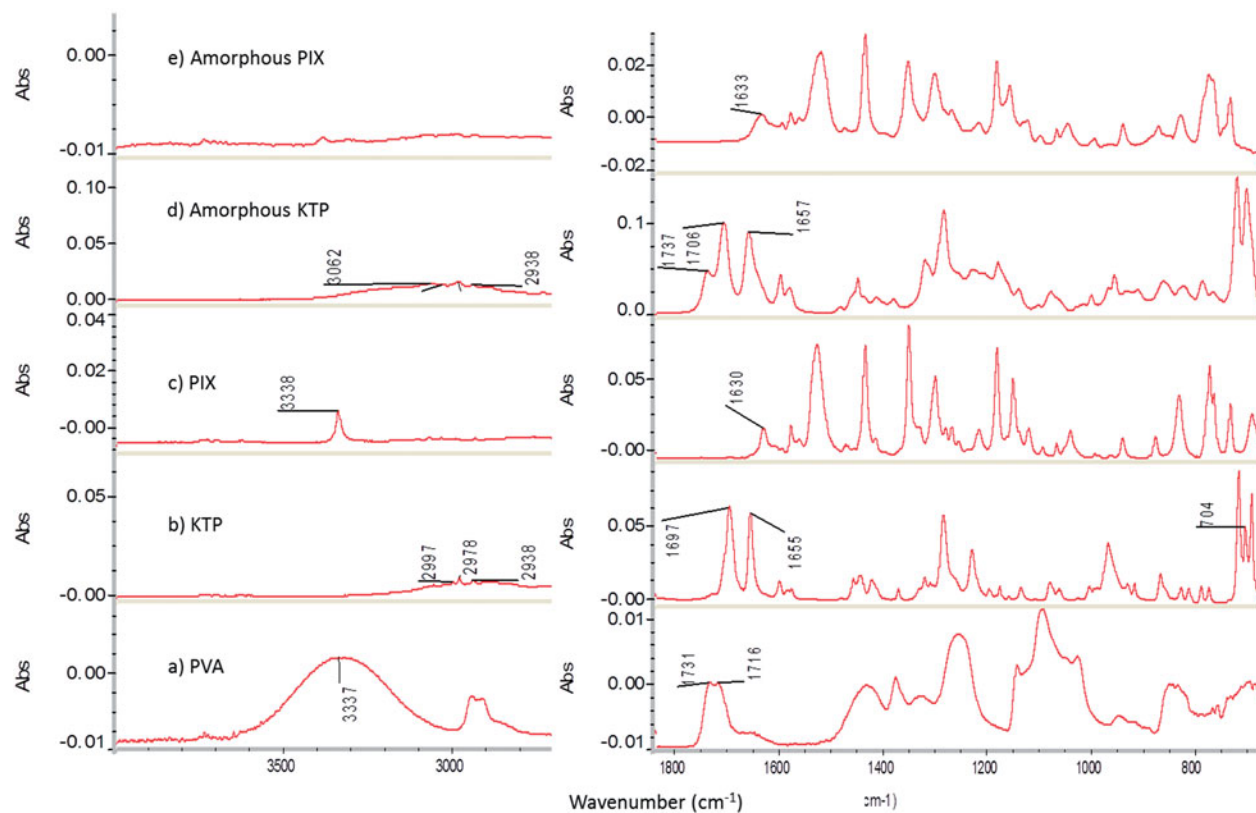 Abs
0.00
-0.01
e) Amorphous PIX
Abs
0.02
0.00
-0.02
1633
Abs
0.10
0.05
0.00
d) Amorphous KTP
3062
2938
Abs
0.1
0.0
1737
1706
1657
Abs
0.04
0.02
-0.00
c) PIX
3338
Abs
0.05
-0.00
1630
Abs
0.05
-0.00
b) KTP
2997
2978
2938
Abs
0.05
-0.00
1697
1655
704
Abs
0.00
-0.01
a) PVA
3337
Abs
0.01
0.00
-0.01
1731
1716
3500 3000
1800 1600 1400 1200 1000 800
Wavenumber (cm⁻¹)
cm-1)